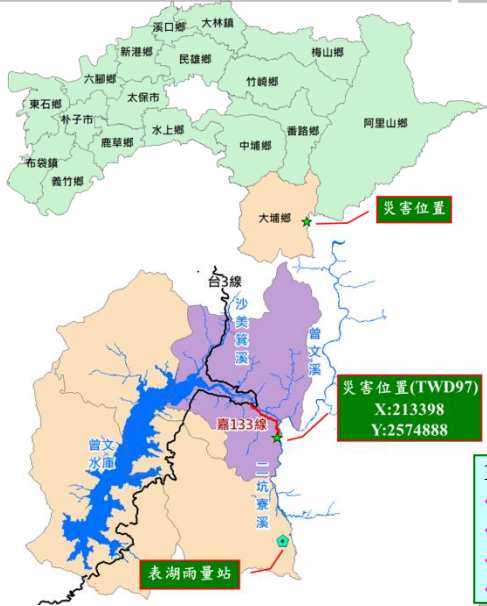 大林鎮
溪口鄉
梅山鄉
新港鄉
民雄鄉
六腳鄉
竹崎鄉
東石鄉
太保市
朴子市
阿里山鄉
水上鄉
番路鄉
鹿草鄉
中埔鄉
布袋鎮
義竹鄉
災害位置
大埔鄉
台3線
沙美箕溪
曾文溪
災害位置(TWD97)
X:213398
Y:2574888
嘉133線
曾文水庫
二坑寮溪
表湖雨量站